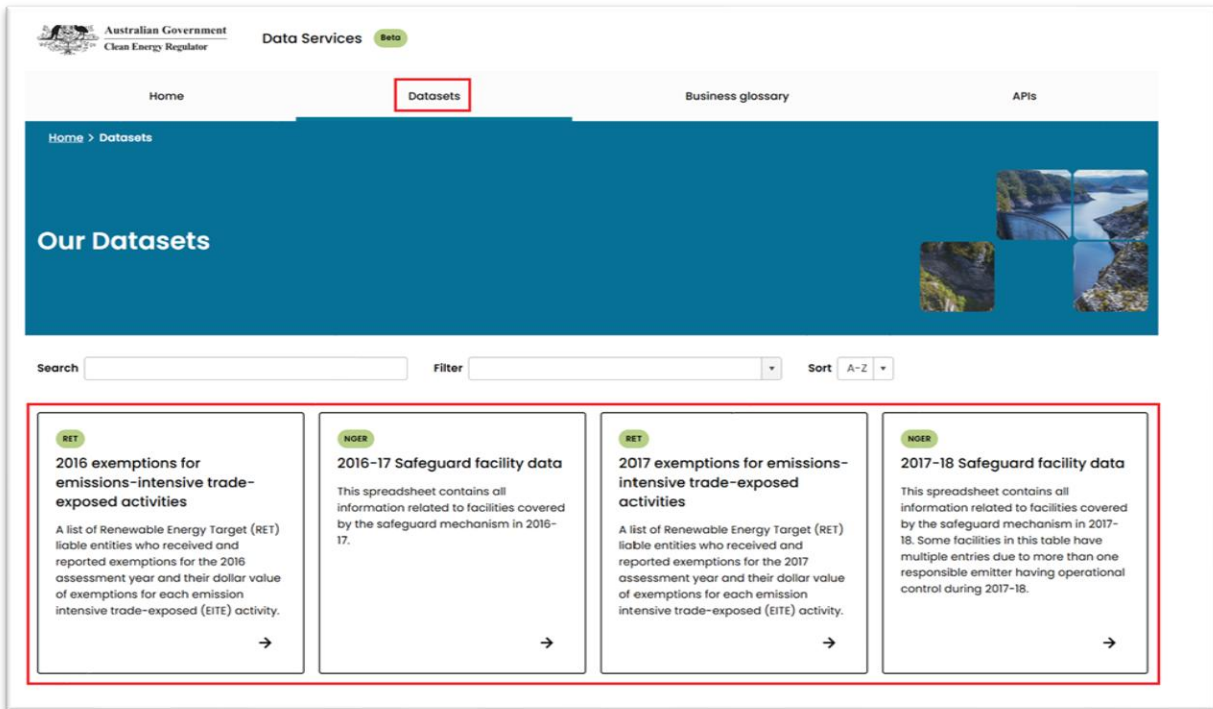 Australian Government
Clean Energy Regulator
Data Services Beta
Home Datasets Business glossary APIs
Home > Datasets
Our Datasets
Search Filter Sort A-Z
RET
2016 exemptions for
emissions-intensive trade-
exposed activities
A list of Renewable Energy Target (RET)
liable entities who received and
reported exemptions for the 2016
assessment year and their dollar value
of exemptions for each emission
intensive trade-exposed (EITE) activity.
NGER
2016-17 Safeguard facility data
This spreadsheet contains all
information related to facilities covered
by the safeguard mechanism in 2016-
17.
RET
2017 exemptions for emissions-
intensive trade-exposed
activities
A list of Renewable Energy Target (RET)
liable entities who received and
reported exemptions for the 2017
assessment year and their dollar value
of exemptions for each emission
intensive trade-exposed (EITE) activity.
NGER
2017-18 Safeguard facility data
This spreadsheet contains all
information related to facilities covered
by the safeguard mechanism in 2017-
18. Some facilities in this table have
multiple entries due to more than one
responsible emitter having operational
control during 2017-18.